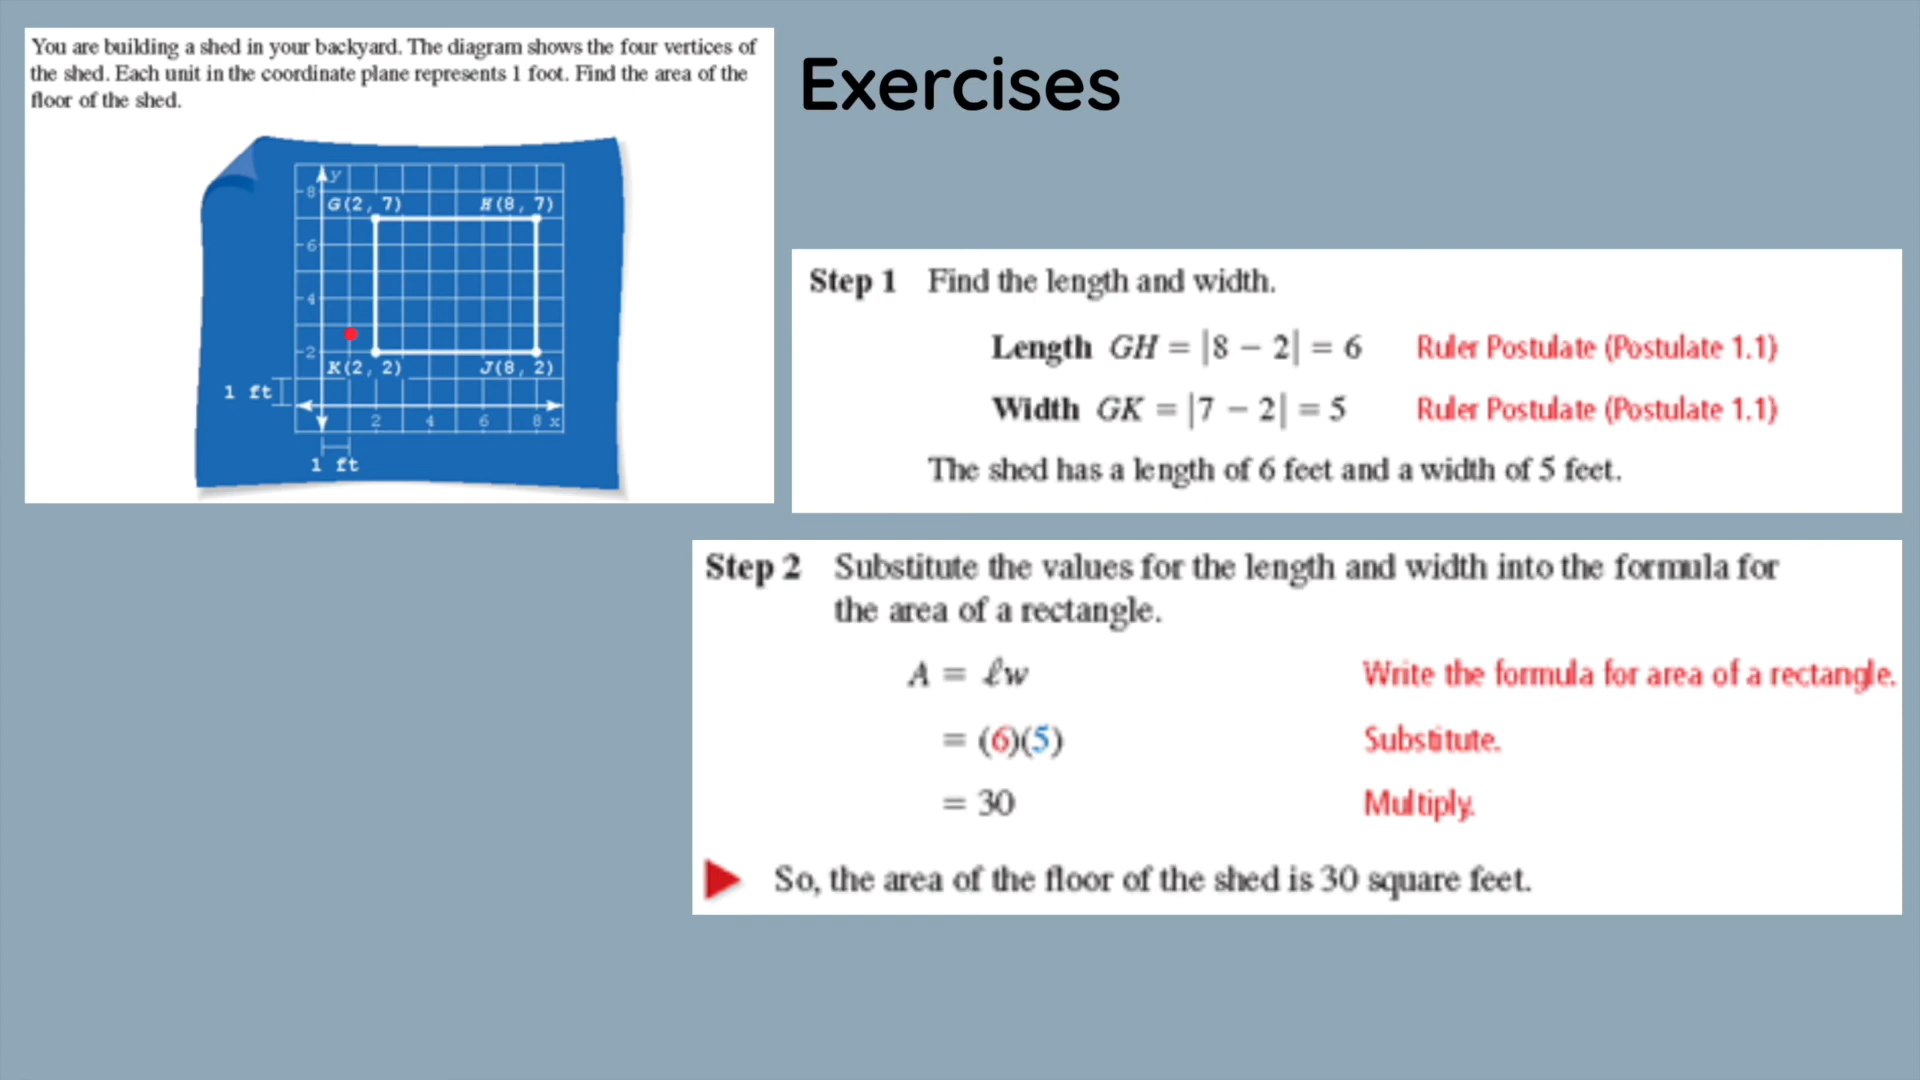 You are building a shed in your backyard. The diagram shows the four vertices of
the shed. Each unit in the coordinate plane represents 1 foot. Find the area of the
floor of the shed.
y
8
G(2, 7) H(8, 7)
6
4
2
K(2, 2) J(8, 2)
1 ft
2 4 6 8 x
1 ft
Exercises
Step 1 Find the length and width.
Length GH = |8 − 2| = 6 Ruler Postulate (Postulate 1.1)
Width GK = |7 − 2| = 5 Ruler Postulate (Postulate 1.1)
The shed has a length of 6 feet and a width of 5 feet.
Step 2 Substitute the values for the length and width into the formula for
the area of a rectangle.
A = ℓw Write the formula for area of a rectangle.
= (6)(5) Substitute.
= 30 Multiply.
So, the area of the floor of the shed is 30 square feet.